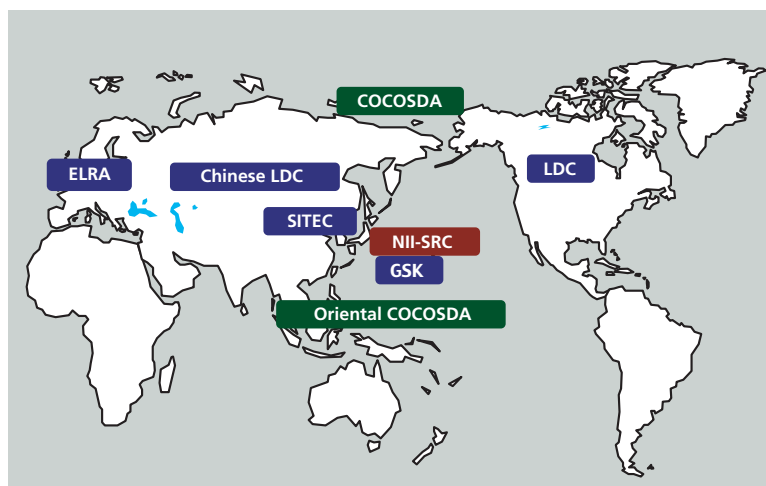 COCOSDA
ELRA
Chinese LDC
LDC
SITEC
NII-SRC
GSK
Oriental COCOSDA